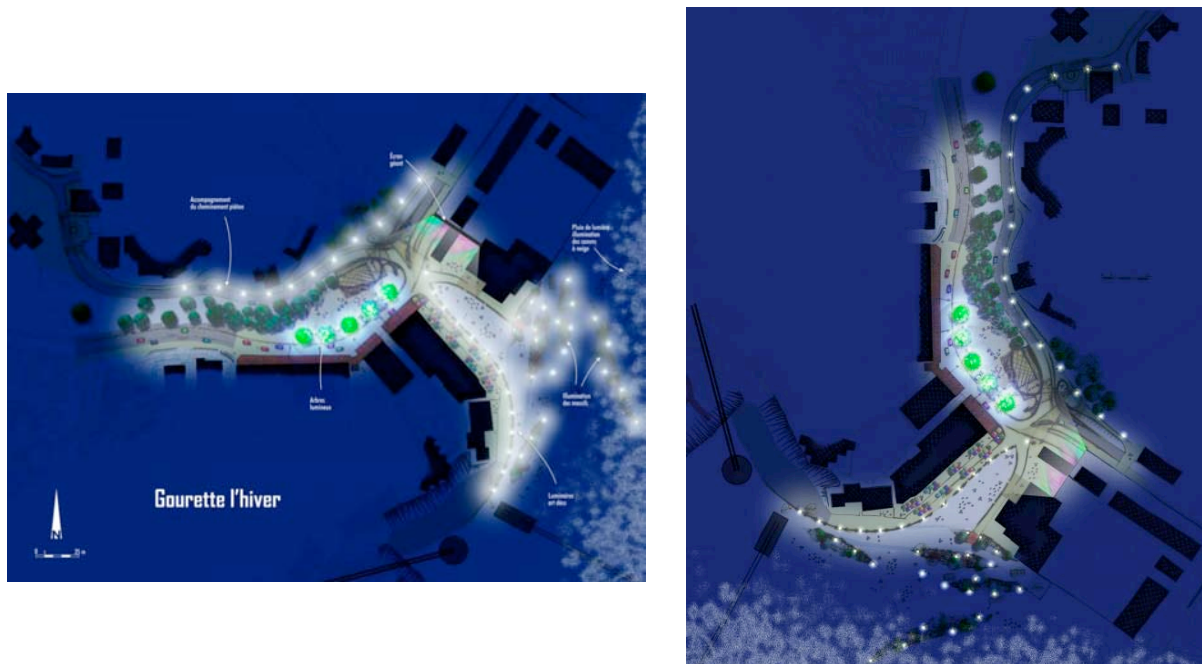 Écran
géant
Accompagnement
du cheminement piéton
Pluie de lumière :
illumination
des canons
à neige
Arbres
lumineux
Illumination
des massifs
Gourette l'hiver
Luminaires
art déco
N